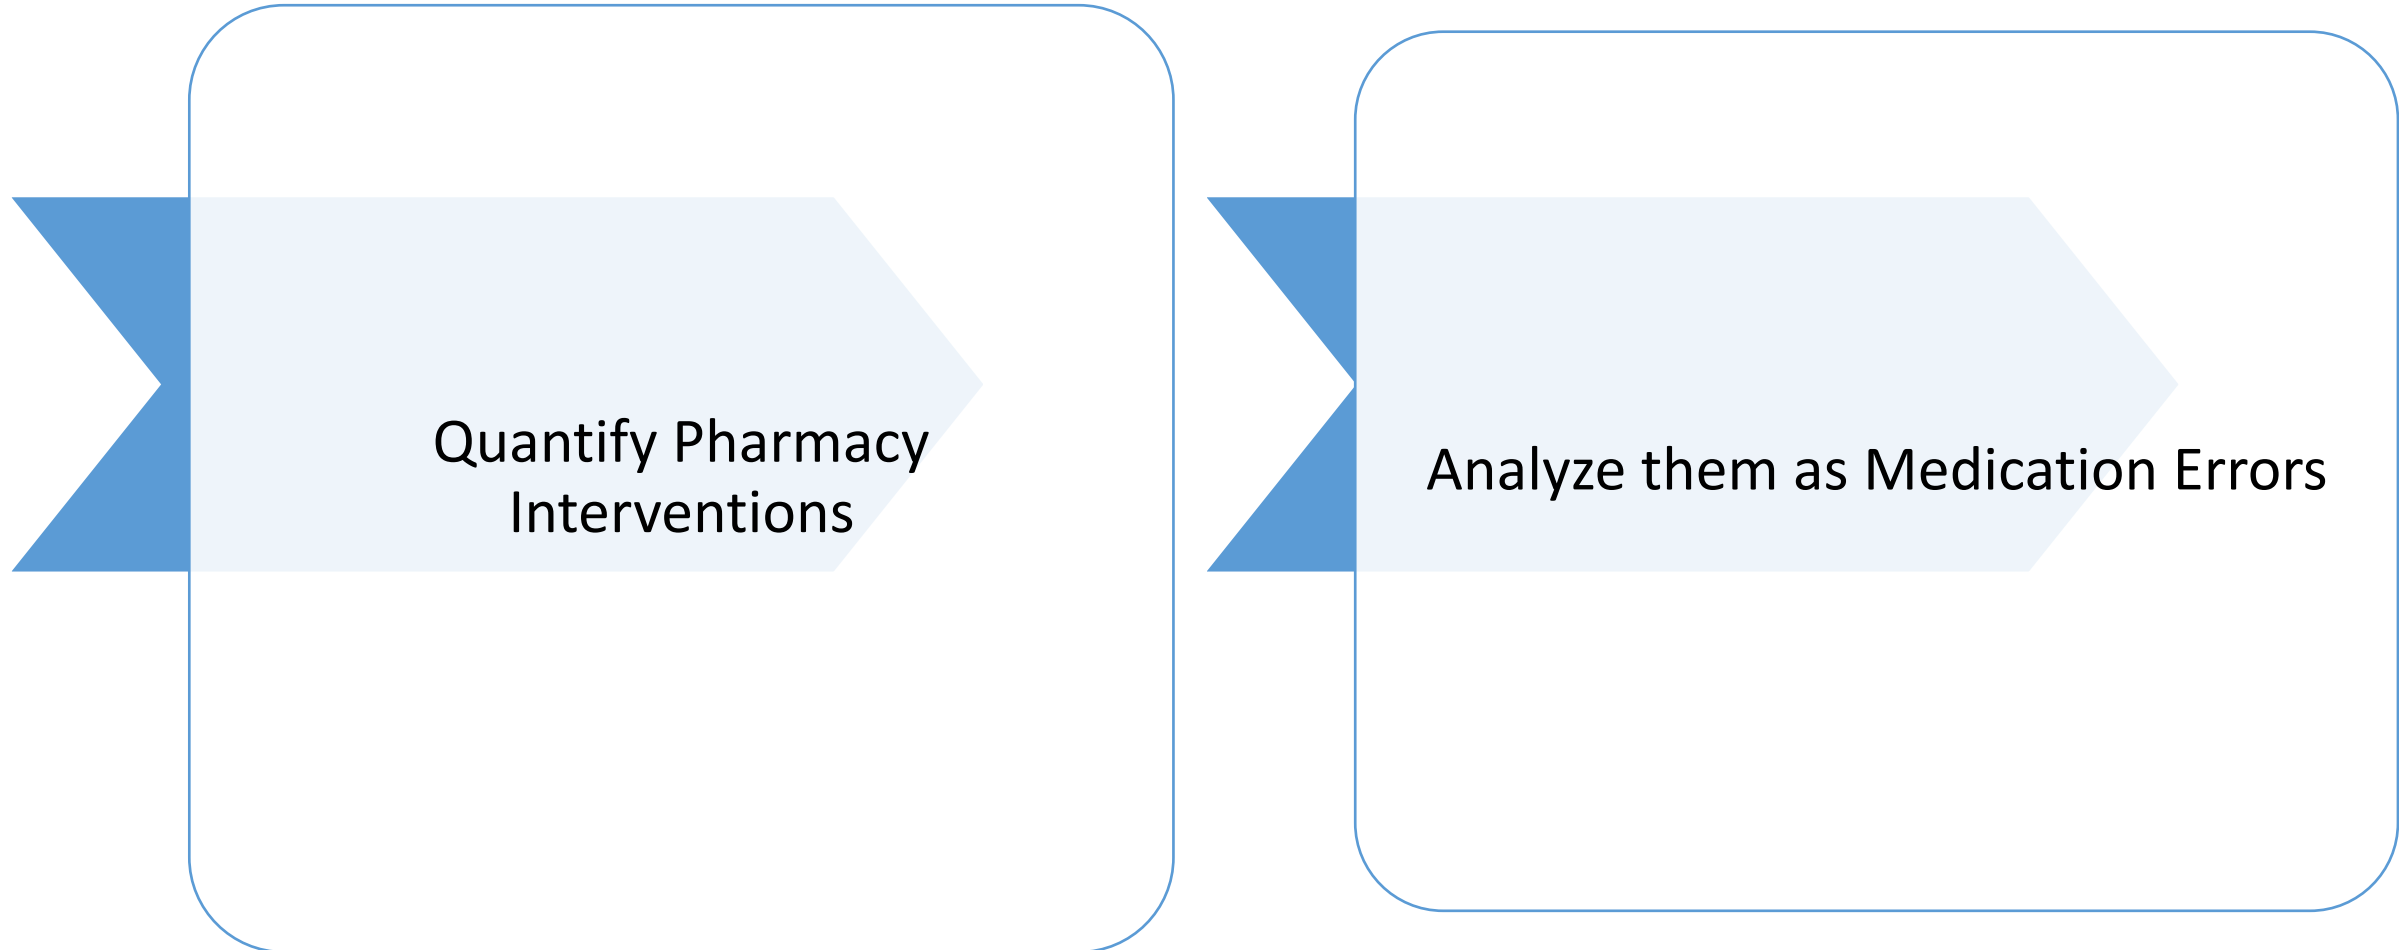 Quantify Pharmacy
Interventions
Analyze them as Medication Errors